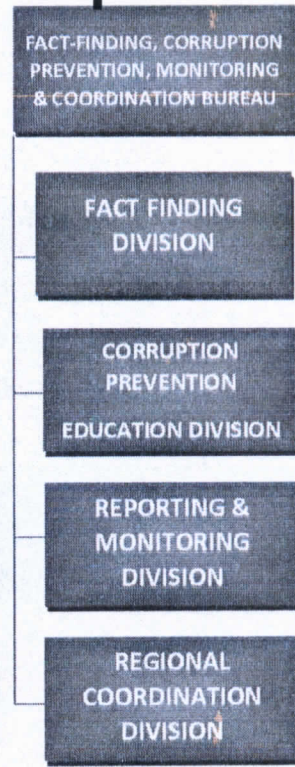 FACT-FINDING, CORRUPTION
PREVENTION, MONITORING
& COORDINATION BUREAU
FACT FINDING
DIVISION
CORRUPTION
PREVENTION
EDUCATION DIVISION
REPORTING &
MONITORING
DIVISION
REGIONAL
COORDINATION
DIVISION